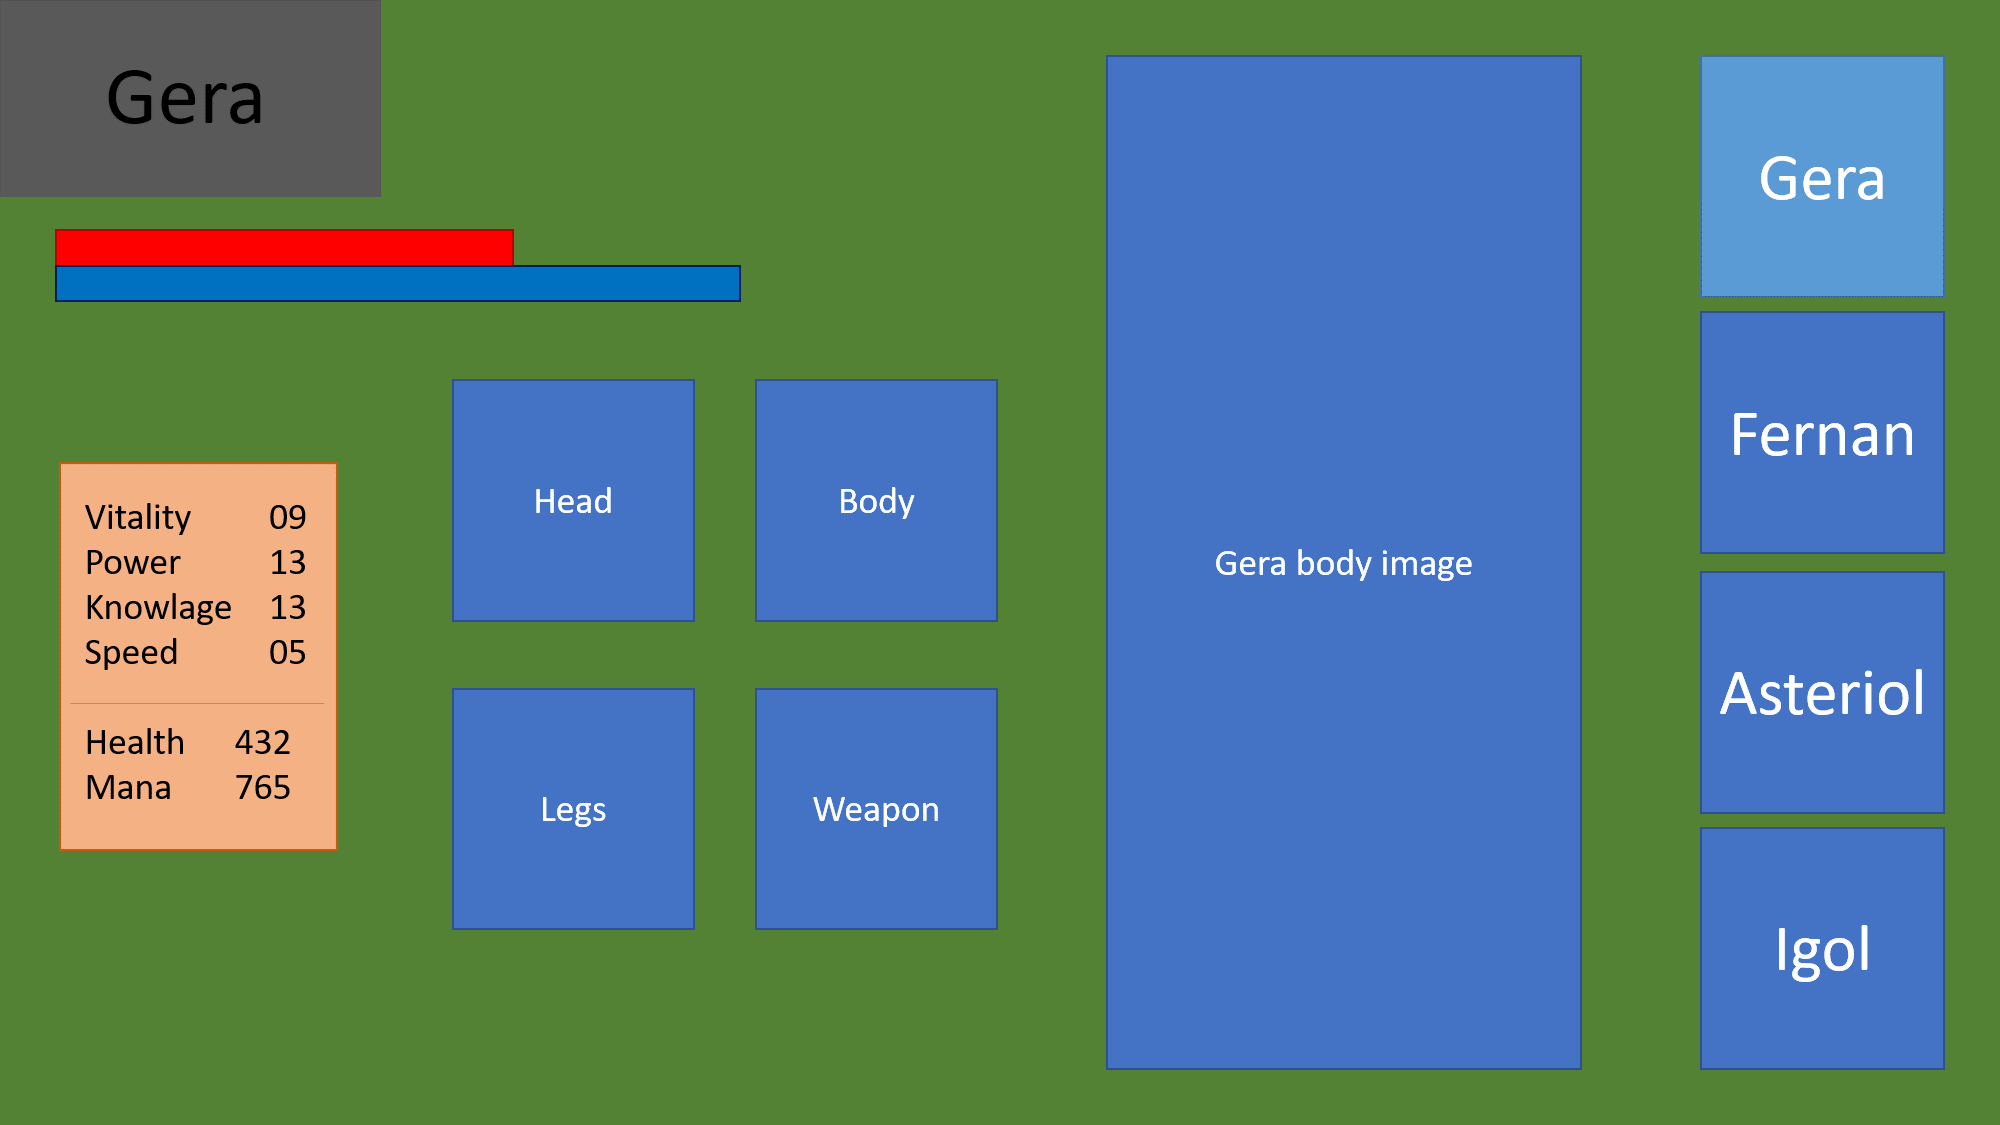 Gera
Vitality 09
Power 13
Knowlage 13
Speed 05
Health 432
Mana 765
Head
Body
Legs
Weapon
Gera body image
Gera
Fernan
Asteriol
Igol